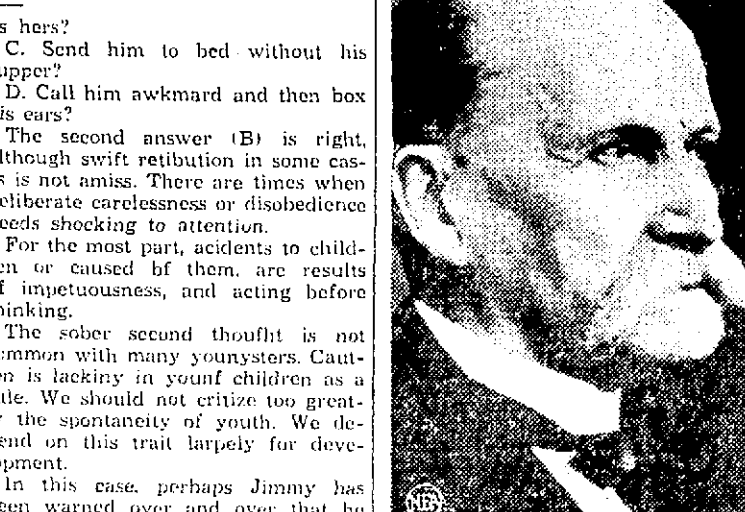 s hers?
C. Send him to bed without his
upper?
D. Call him awkmard and then box
is ears?
The second answer (B) is right,
lthough swift retibution in some cas-
s is not amiss. There are times when
eliberate carelessness or disobedience
eeds shocking to attention.
For the most part, acidents to child-
en or caused bf them, are results
f impetuousness, and acting before
hinking.
The sober second thouflt is not
ommon with many younysters. Caut-
on is lackiny in younf children as a
ule. We should not critize too great-
y the spontaneity of youth. We de-
end on this trait larpely for deve-
opment.
In this case, perhaps Jimmy has
een warned over and over that he